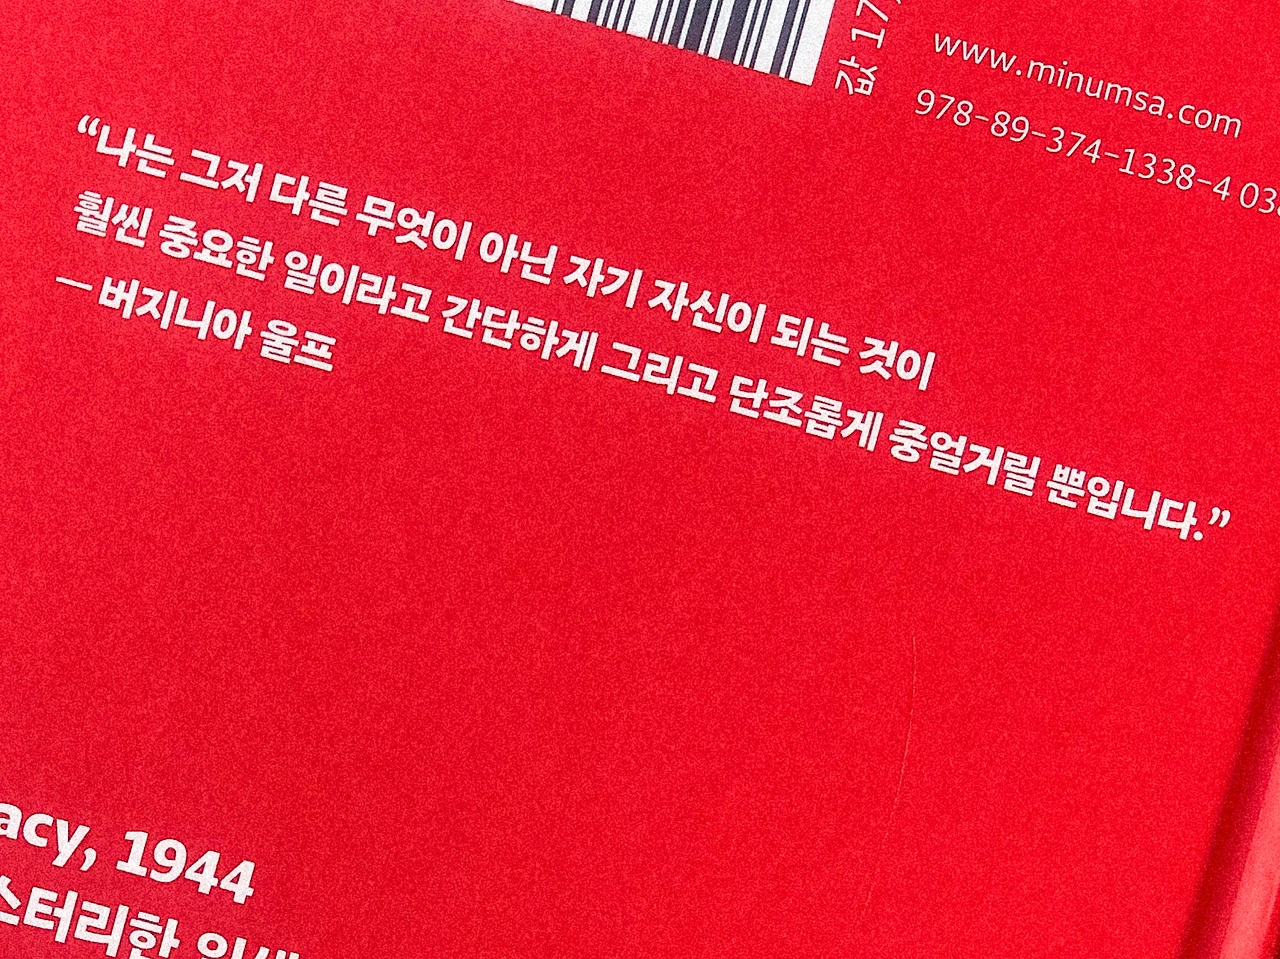 www.minumsa.com
978-89-374-1338-4
값
“나는 그저 다른 무엇이 아닌 자기 자신이 되는 것이
훨씬 중요한 일이라고 간단하게 그리고 단조롭게 중얼거릴 뿐입니다.”
— 버지니아 울프
1944